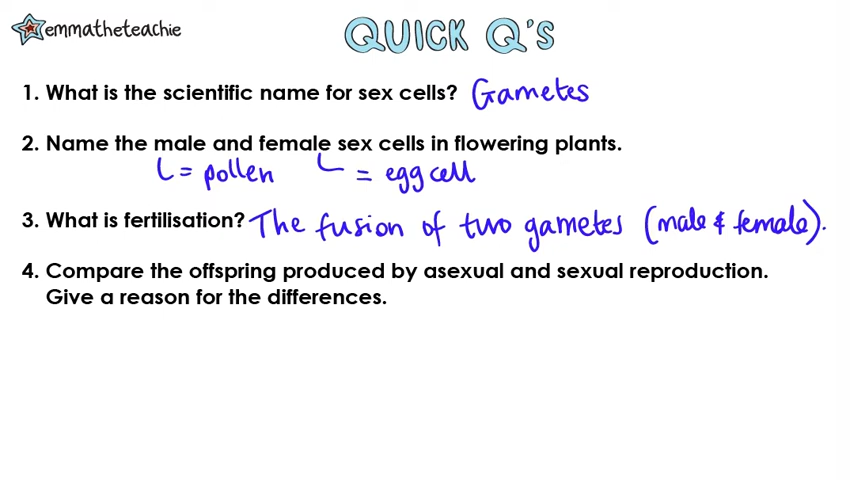 emmatheteachie
QUICK Q'S
1. What is the scientific name for sex cells? Gametes
2. Name the male and female sex cells in flowering plants.
= pollen = egg cell
3. What is fertilisation? The fusion of two gametes (male & female).
4. Compare the offspring produced by asexual and sexual reproduction.
Give a reason for the differences.